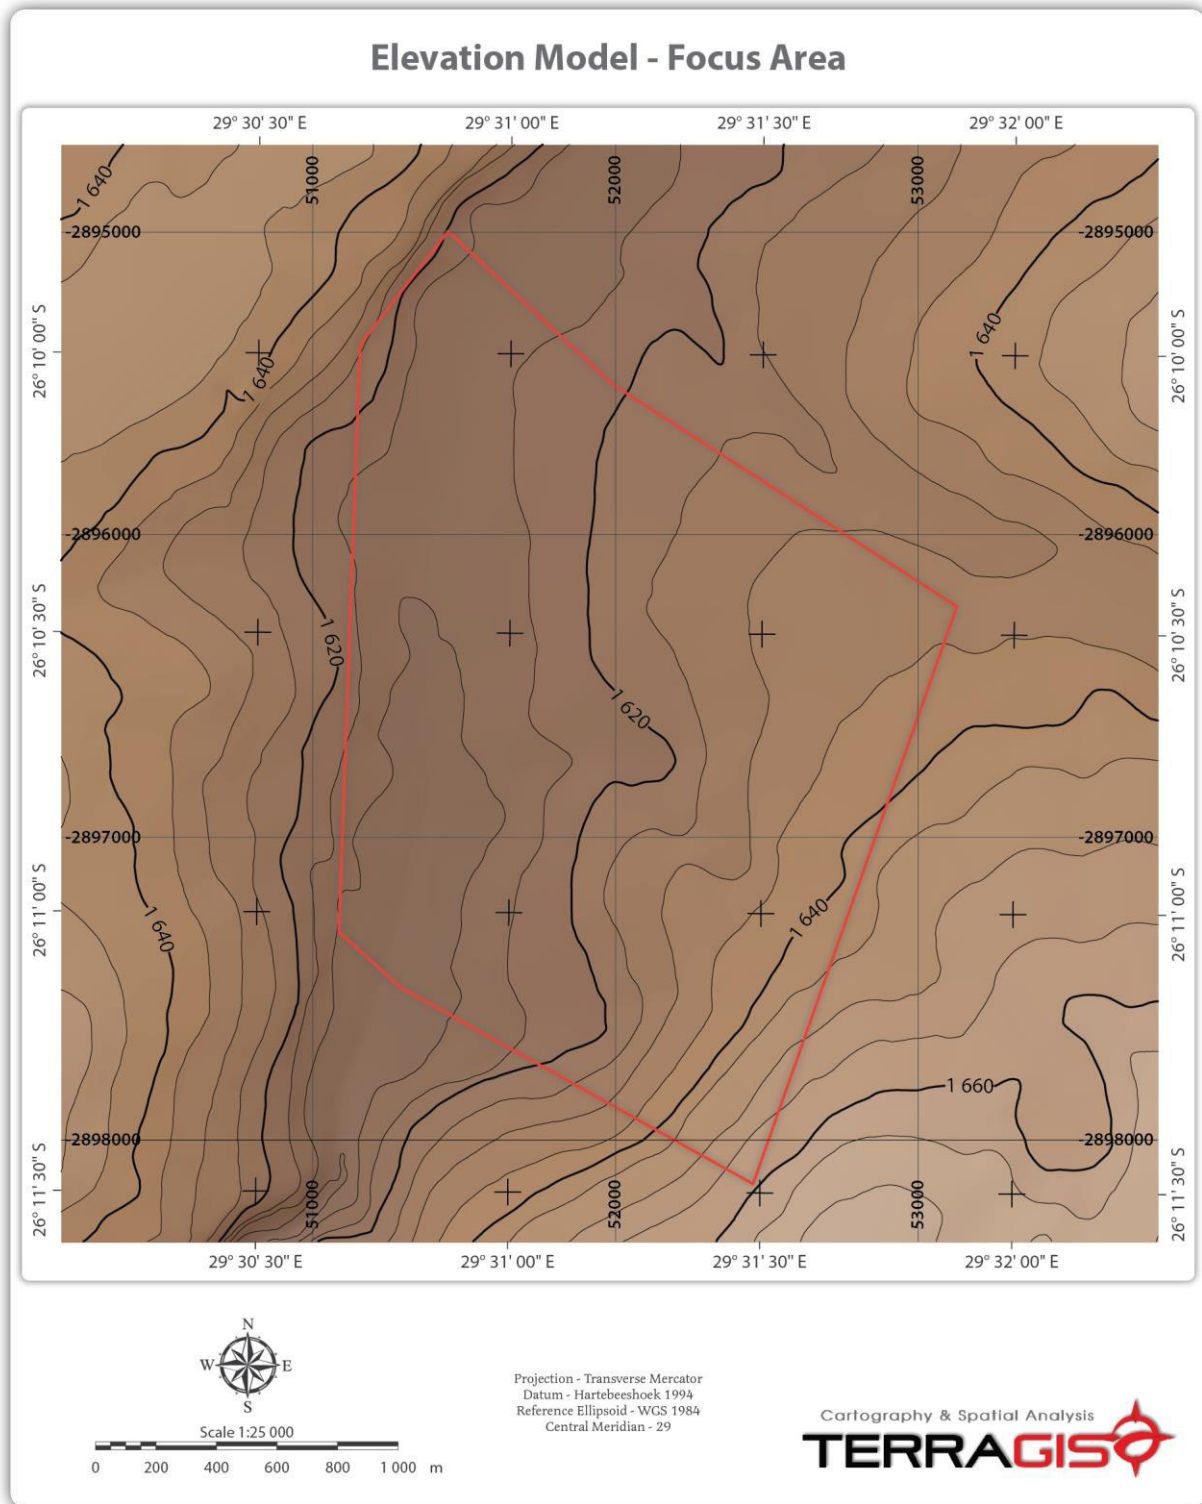 Elevation Model - Focus Area
29° 30' 30" E
29° 31' 00" E
29° 31' 30" E
29° 32' 00" E
51000
52000
53000
1 640
-2895000
-2895000
26° 10' 00" S
1 640
1 640
26° 10' 00" S
-2896000
-2896000
26° 10' 30" S
1 620
26° 10' 30" S
1 620
-2897000
-2897000
26° 11' 00" S
1 640
1 640
26° 11' 00" S
1 660
-2898000
-2898000
26° 11' 30" S
51000
52000
53000
26° 11' 30" S
29° 30' 30" E
29° 31' 00" E
29° 31' 30" E
29° 32' 00" E
N
W
E
S
Scale 1:25 000
0 200 400 600 800 1 000 m
Projection - Transverse Mercator
Datum - Hartebeeshoek 1994
Reference Ellipsoid - WGS 1984
Central Meridian - 29
Cartography & Spatial Analysis
TERRAGIS